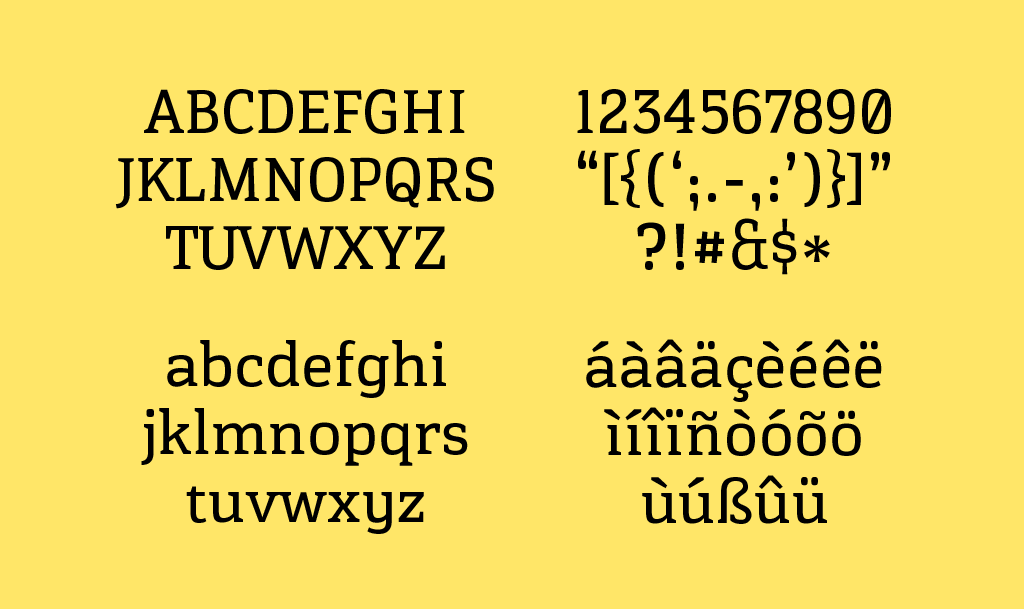 ABCDEFGHI
JKLMNOPQRS
TUVWXYZ
1234567890
“[{(‘;.-,:’)}]”
?!#&$*
abcdefghi
jklmnopqrs
tuvwxyz
áàâäçèéêë
ìíîïñòóõö
ùúßûü